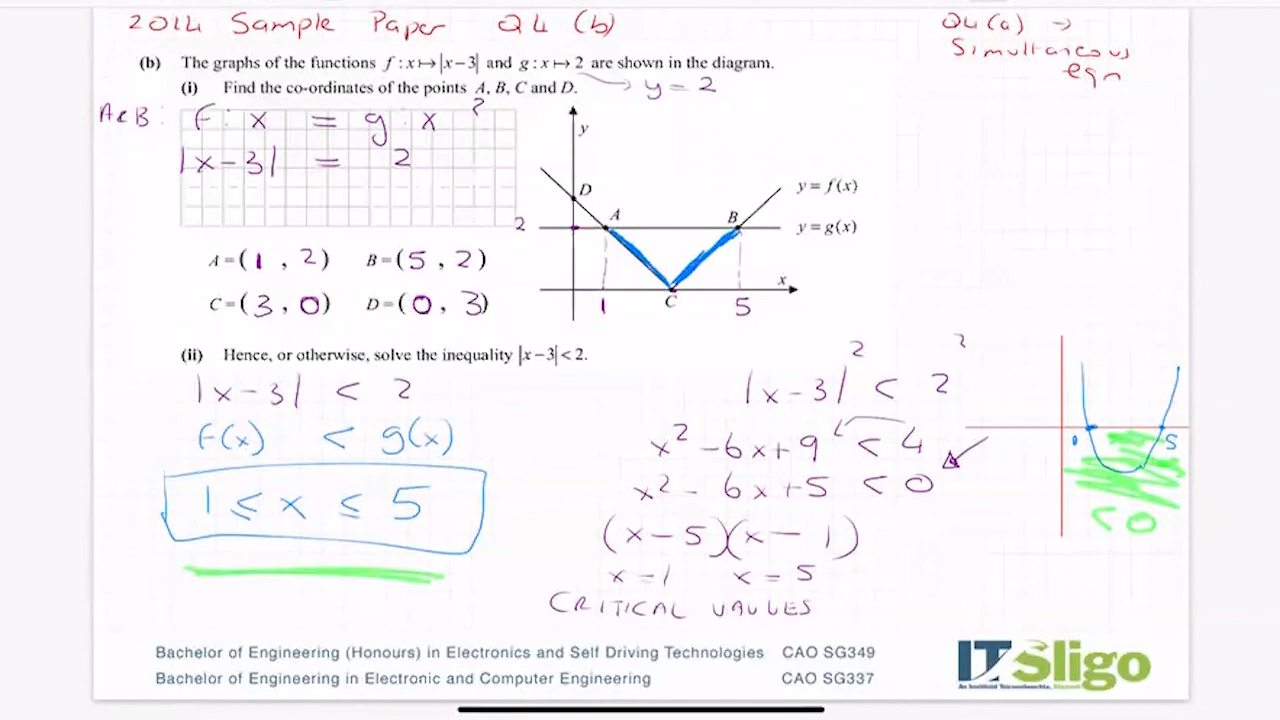 2014 Sample Paper Q4 (b)
Q4(a) →
Simultaneous
eqn
(b) The graphs of the functions f : x ↦ |x−3| and g : x ↦ 2 are shown in the diagram.
(i) Find the co-ordinates of the points A, B, C and D.
→ y = 2
A&B :
f : x = g : x ?
|x−3| = 2
y
D
A
B
C
x
2
1
5
y = f(x)
y = g(x)
A = (1 , 2) B = (5 , 2)
C = (3 , 0) D = (0 , 3)
(ii) Hence, or otherwise, solve the inequality |x−3| < 2.
|x−3| < 2
f(x) < g(x)
1 ≤ x ≤ 5
|x−3|² < 2²
x² − 6x + 9 < 4
x² − 6x + 5 < 0
(x − 5)(x − 1)
x = 1 x = 5
CRITICAL VAULES
1 5
< 0
Bachelor of Engineering (Honours) in Electronics and Self Driving Technologies CAO SG349
Bachelor of Engineering in Electronic and Computer Engineering CAO SG337
IT Sligo